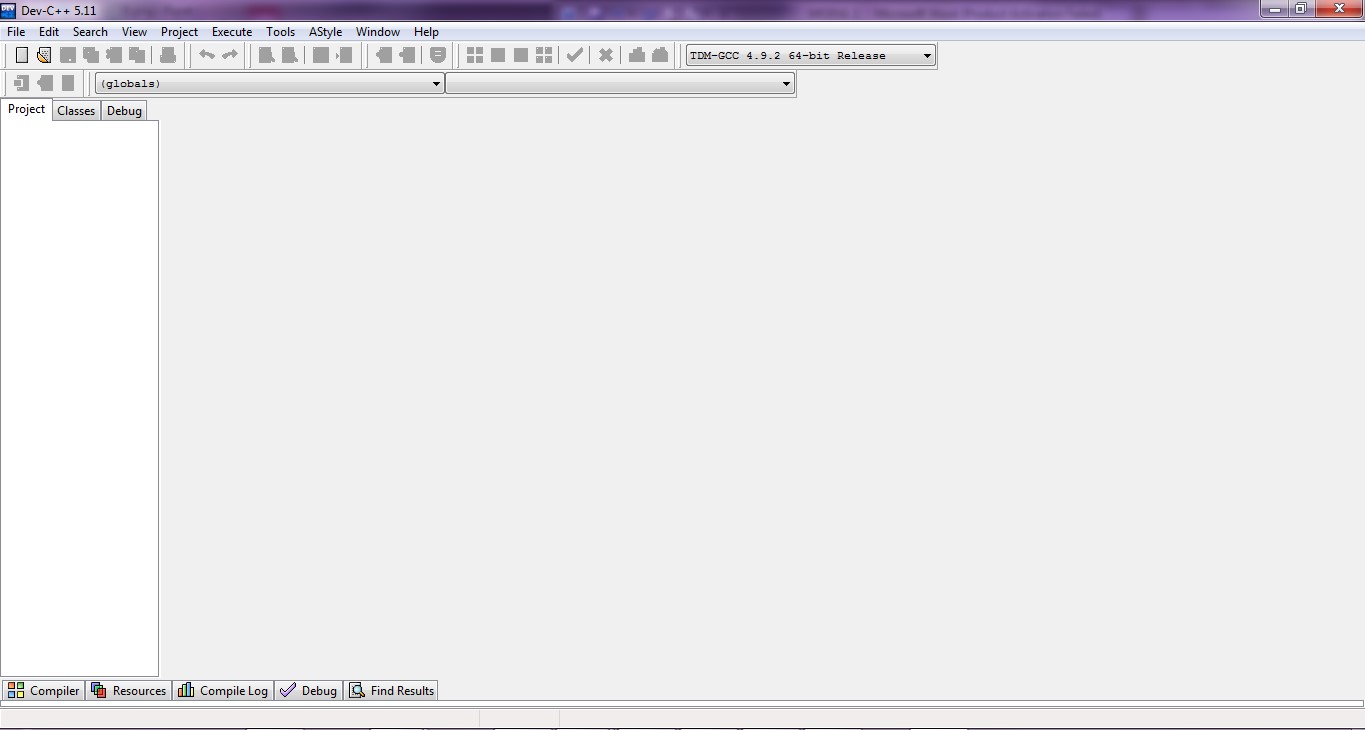 Dev-C++ 5.11
File Edit Search View Project Execute Tools AStyle Window Help
TDM-GCC 4.9.2 64-bit Release
(globals)
Project Classes Debug
Compiler Resources Compile Log Debug Find Results